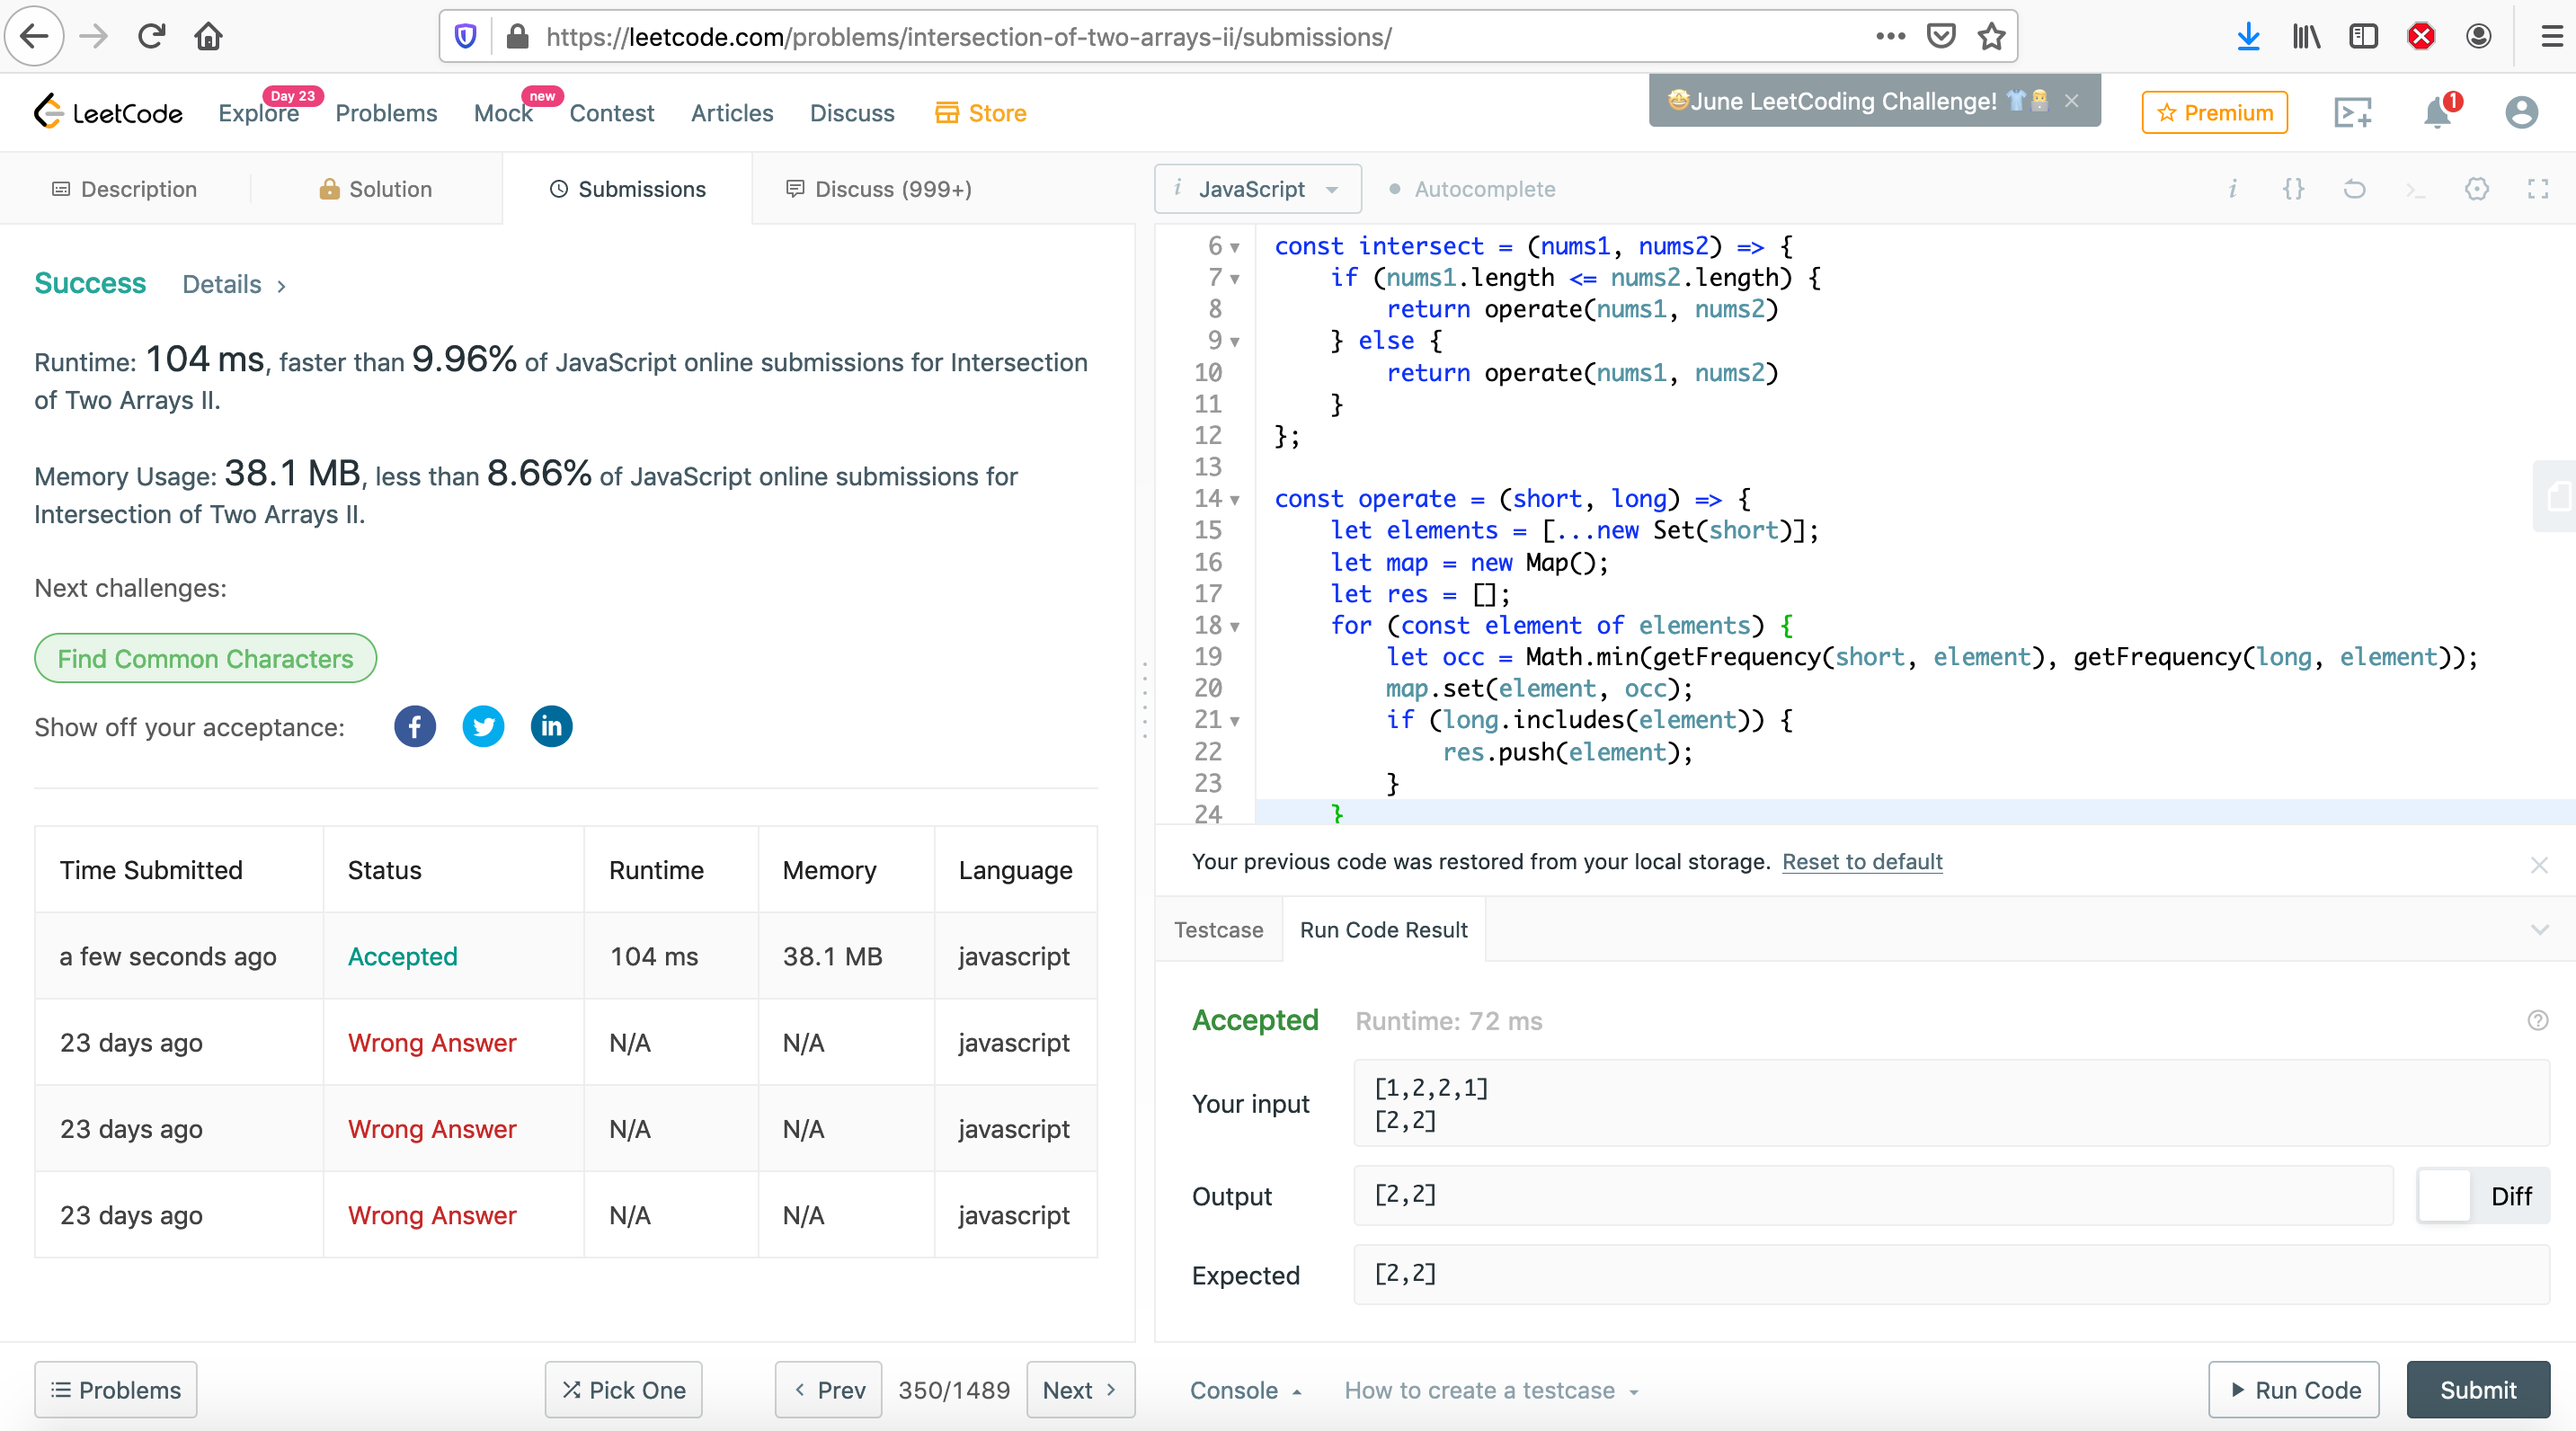 https://leetcode.com/problems/intersection-of-two-arrays-ii/submissions/
LeetCode
Explore
Day 23
Problems
Mock
new
Contest
Articles
Discuss
Store
🤩June LeetCoding Challenge! 👕
Premium
1
Description
Solution
Submissions
Discuss (999+)
Success
Details
Runtime: 104 ms, faster than 9.96% of JavaScript online submissions for Intersection
of Two Arrays II.
Memory Usage: 38.1 MB, less than 8.66% of JavaScript online submissions for
Intersection of Two Arrays II.
Next challenges:
Find Common Characters
Show off your acceptance:
Time Submitted Status Runtime Memory Language
a few seconds ago Accepted 104 ms 38.1 MB javascript
23 days ago Wrong Answer N/A N/A javascript
23 days ago Wrong Answer N/A N/A javascript
23 days ago Wrong Answer N/A N/A javascript
Problems
Pick One
Prev
350/1489
Next
i JavaScript
Autocomplete
6 const intersect = (nums1, nums2) => {
7 if (nums1.length <= nums2.length) {
8 return operate(nums1, nums2)
9 } else {
10 return operate(nums1, nums2)
11 }
12 };
13
14 const operate = (short, long) => {
15 let elements = [...new Set(short)];
16 let map = new Map();
17 let res = [];
18 for (const element of elements) {
19 let occ = Math.min(getFrequency(short, element), getFrequency(long, element));
20 map.set(element, occ);
21 if (long.includes(element)) {
22 res.push(element);
23 }
24 }
Your previous code was restored from your local storage. Reset to default
Testcase
Run Code Result
Accepted
Runtime: 72 ms
Your input
[1,2,2,1]
[2,2]
Output
[2,2]
Diff
Expected
[2,2]
Console
How to create a testcase
Run Code
Submit